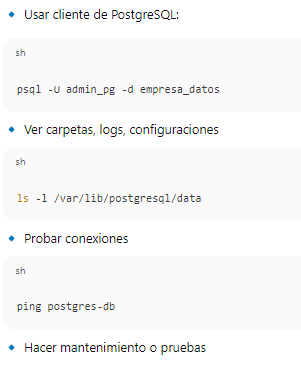 Usar cliente de PostgreSQL:
sh
psql -U admin_pg -d empresa_datos
Ver carpetas, logs, configuraciones
sh
ls -l /var/lib/postgresql/data
Probar conexiones
sh
ping postgres-db
Hacer mantenimiento o pruebas